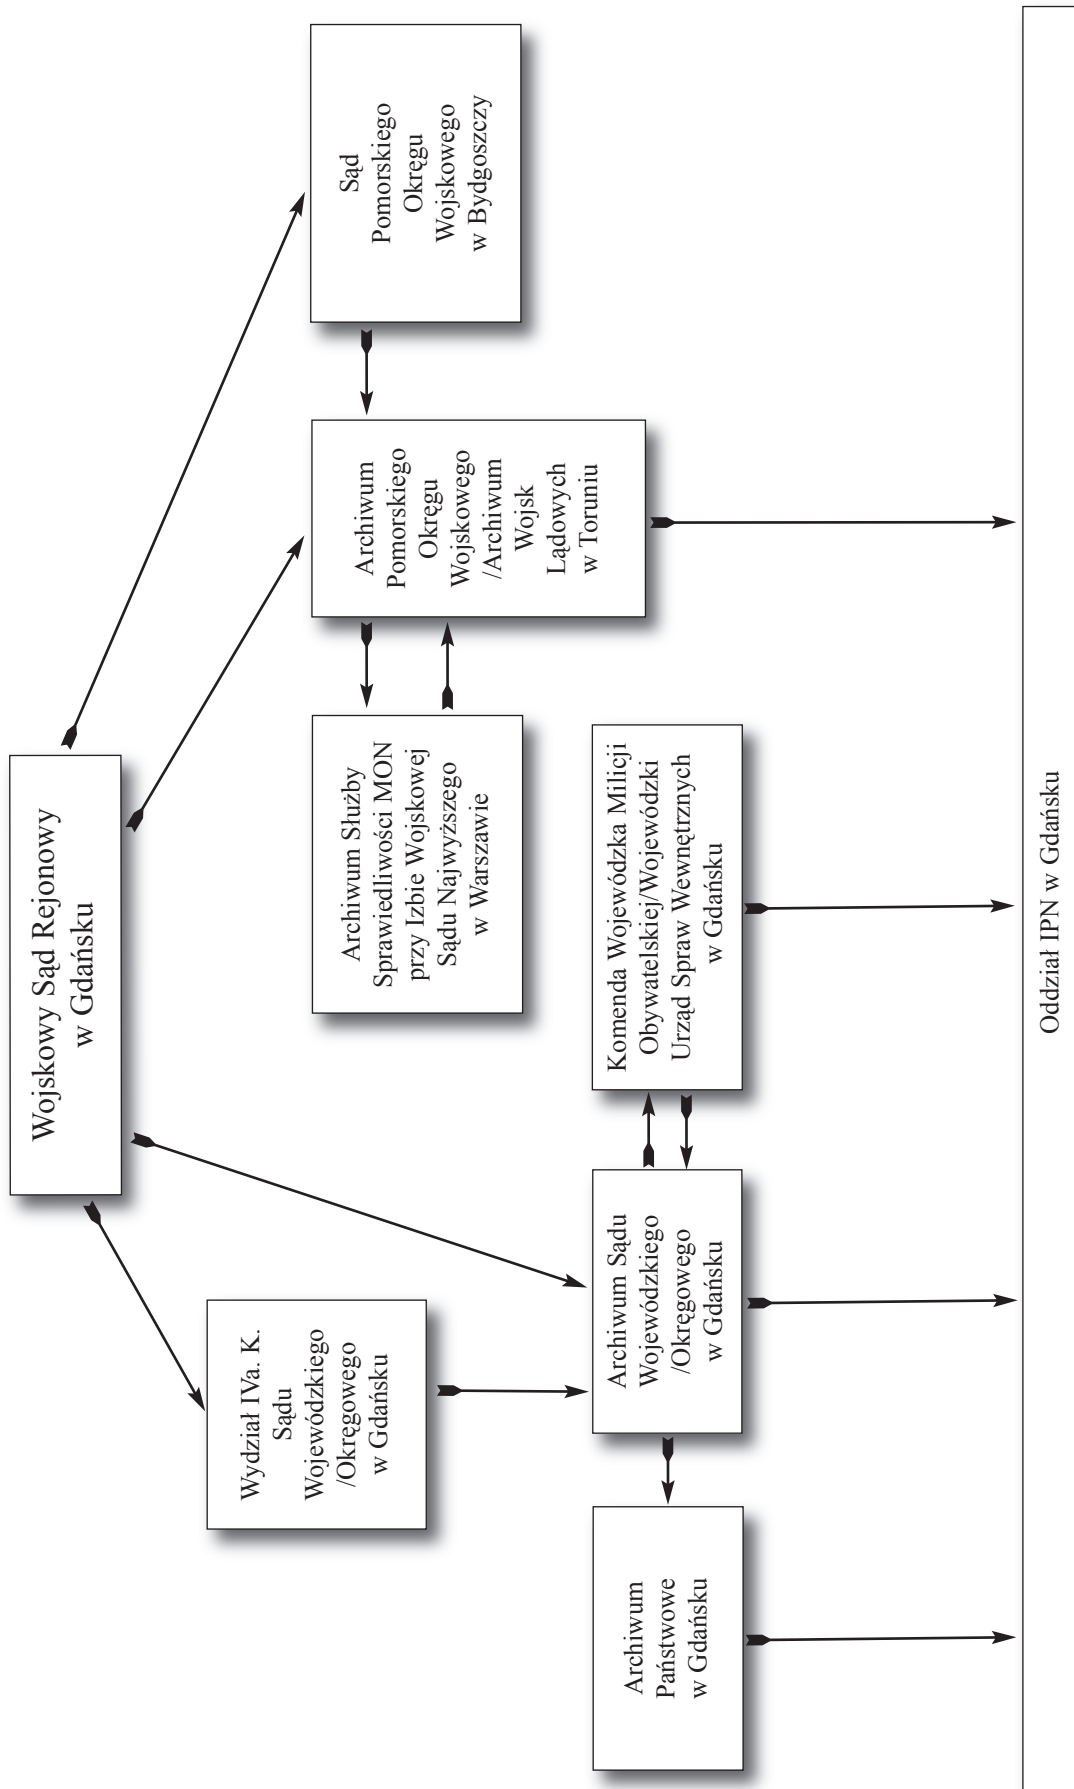 Wojskowy Sąd Rejonowy
w Gdańsku
Wydział IVa. K.
Sądu
Wojewódzkiego
/Okręgowego
w Gdańsku
Archiwum Służby
Sprawiedliwości MON
przy Izbie Wojskowej
Sądu Najwyższego
w Warszawie
Archiwum
Pomorskiego
Okręgu
Wojskowego
/Archiwum
Wojsk
Lądowych
w Toruniu
Sąd
Pomorskiego
Okręgu
Wojskowego
w Bydgoszczy
Archiwum
Państwowe
w Gdańsku
Archiwum Sądu
Wojewódzkiego
/Okręgowego
w Gdańsku
Komenda Wojewódzka Milicji
Obywatelskiej/Wojewódzki
Urząd Spraw Wewnętrznych
w Gdańsku
Oddział IPN w Gdańsku